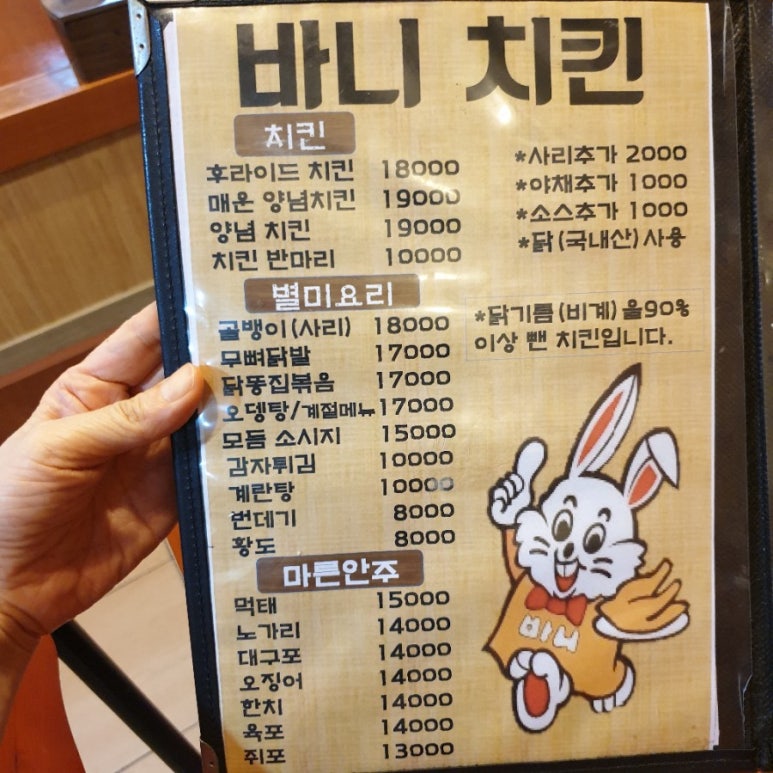 바니 치킨
치킨
후라이드 치킨 18000
매운 양념치킨 19000
양념 치킨 19000
치킨 반마리 10000
*사리추가 2000
*야채추가 1000
*소스추가 1000
*닭(국내산)사용
별미요리
골뱅이(사리) 18000
무뼈닭발 17000
닭똥집볶음 17000
오뎅탕/계절메뉴 17000
모듬 소시지 15000
감자튀김 10000
계란탕 10000
번데기 8000
황도 8000
*닭기름(비계)을90%
이상 뺀 치킨입니다.
마른안주
먹태 15000
노가리 14000
대구포 14000
오징어 14000
한치 14000
육포 14000
쥐포 13000
바니